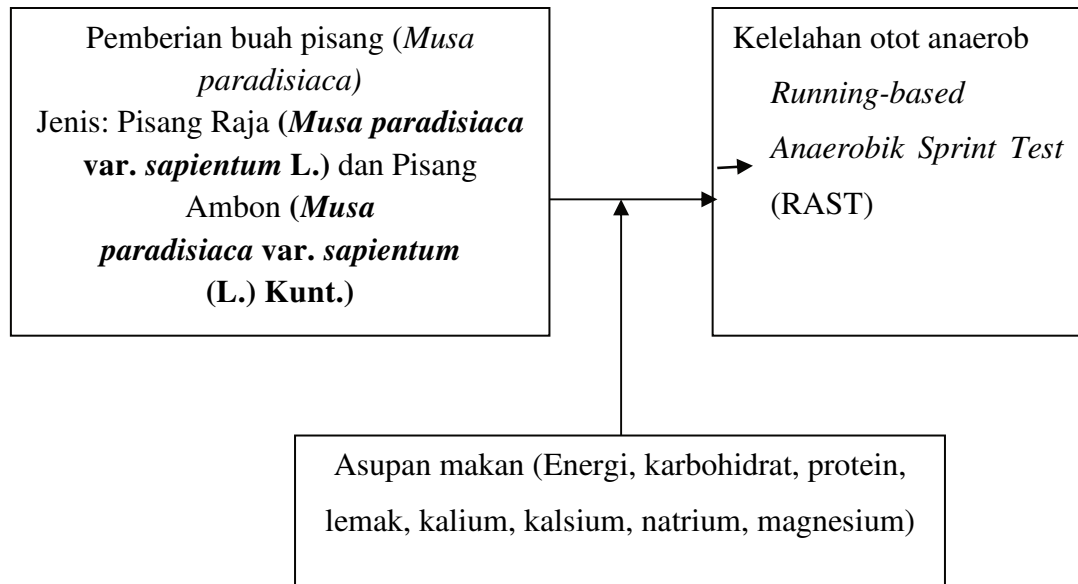 Pemberian buah pisang (Musa
paradisiaca)
Jenis: Pisang Raja (Musa paradisiaca
var. sapientum L.) dan Pisang
Ambon (Musa
paradisiaca var. sapientum
(L.) Kunt.)
Kelelahan otot anaerob
Running-based
Anaerobik Sprint Test
(RAST)
Asupan makan (Energi, karbohidrat, protein,
lemak, kalium, kalsium, natrium, magnesium)